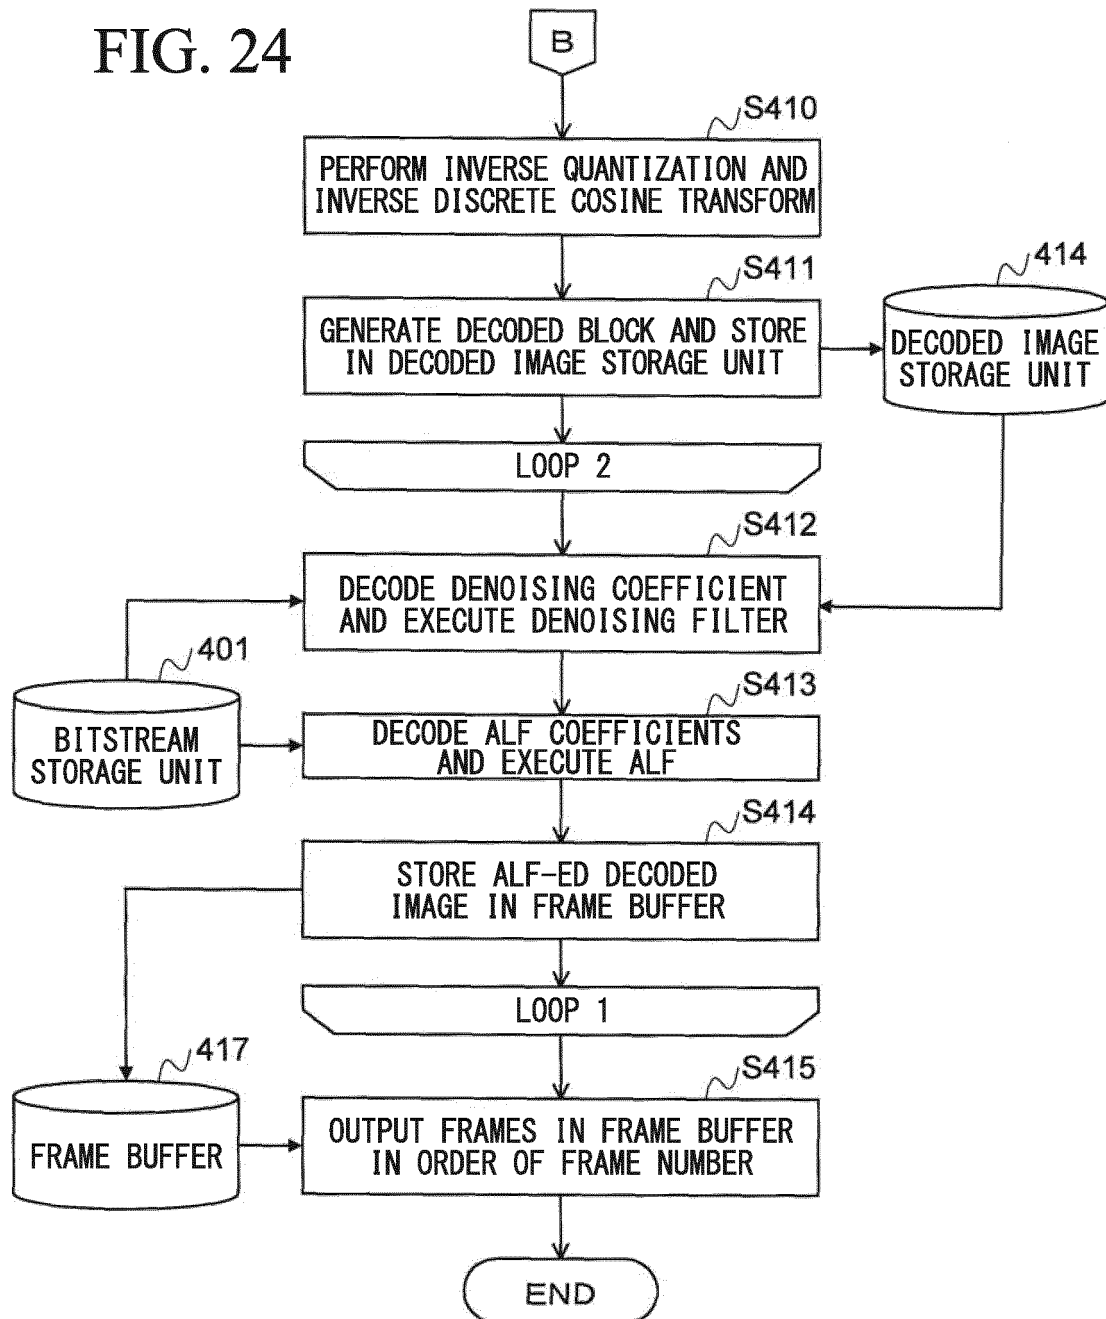 FIG. 24
B
S410
PERFORM INVERSE QUANTIZATION AND
INVERSE DISCRETE COSINE TRANSFORM
S411
GENERATE DECODED BLOCK AND STORE
IN DECODED IMAGE STORAGE UNIT
414
DECODED IMAGE
STORAGE UNIT
LOOP 2
S412
DECODE DENOISING COEFFICIENT
AND EXECUTE DENOISING FILTER
401
BITSTREAM
STORAGE UNIT
S413
DECODE ALF COEFFICIENTS
AND EXECUTE ALF
S414
STORE ALF-ED DECODED
IMAGE IN FRAME BUFFER
LOOP 1
417
FRAME BUFFER
S415
OUTPUT FRAMES IN FRAME BUFFER
IN ORDER OF FRAME NUMBER
END